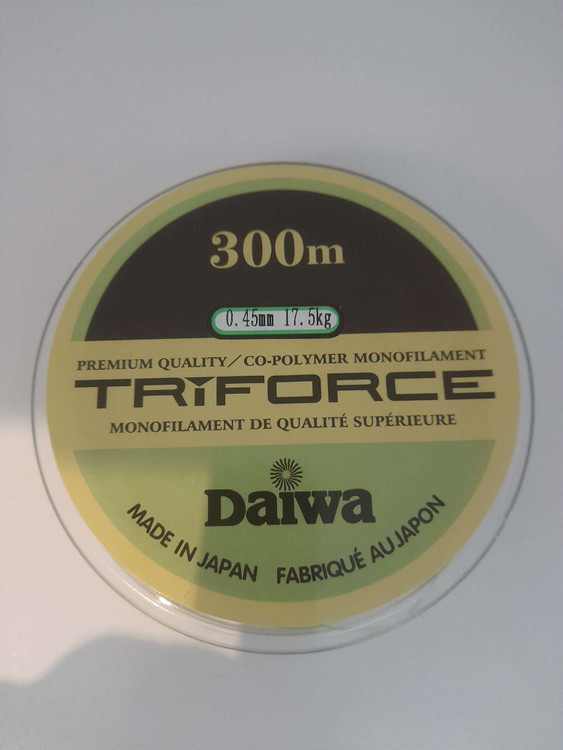 300m
0.45mm 17.5kg
PREMIUM QUALITY/CO-POLYMER MONOFILAMENT
TRiFORCE
MONOFILAMENT DE QUALITÉ SUPÉRIEURE
Daiwa
MADE IN JAPAN FABRIQUÉ AU JAPON